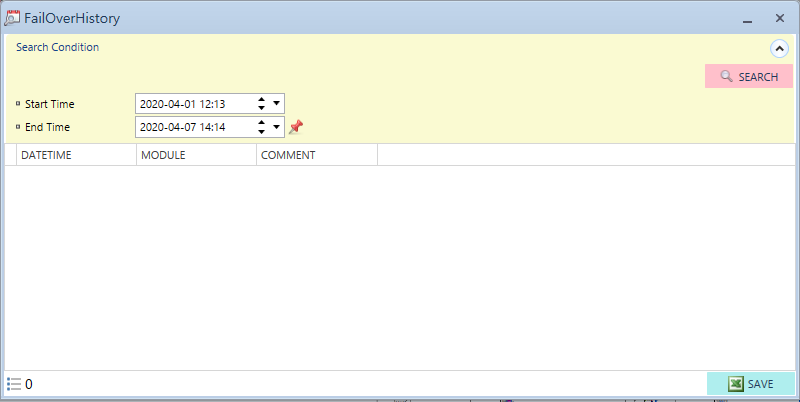 FailOverHistory
Search Condition
SEARCH
Start Time 2020-04-01 12:13
End Time 2020-04-07 14:14
DATETIME MODULE COMMENT
0 SAVE